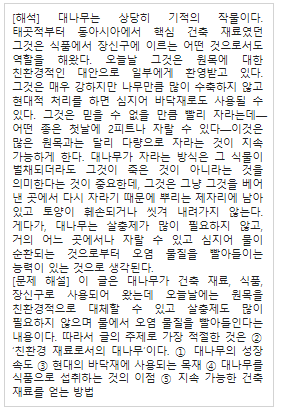 [해석] 대나무는 상당히 기적의 작물이다.
태곳적부터 동아시아에서 핵심 건축 재료였던
그것은 식품에서 장신구에 이르는 어떤 것으로서도
역할을 해왔다. 오늘날 그것은 원목에 대한
친환경적인 대안으로 일부에게 환영받고 있다.
그것은 매우 강하지만 나무만큼 많이 수축하지 않고
현대적 처리를 하면 심지어 바닥재로도 사용될 수
있다. 그것은 믿을 수 없을 만큼 빨리 자라는데—
어떤 종은 첫날에 2피트나 자랄 수 있다—이것은
많은 원목과는 달리 다량으로 자라는 것이 지속
가능하게 한다. 대나무가 자라는 방식은 그 식물이
벌채되더라도 그것이 죽은 것이 아니라는 것을
의미한다는 것이 중요한데, 그것은 그냥 그것을 베어
낸 곳에서 다시 자라기 때문에 뿌리는 제자리에 남아
있고 토양이 훼손되거나 씻겨 내려가지 않는다.
게다가, 대나무는 살충제가 많이 필요하지 않고,
거의 어느 곳에서나 자랄 수 있고 심지어 물이
순환되는 것으로부터 오염 물질을 빨아들이는
능력이 있는 것으로 생각된다.
[문제 해설] 이 글은 대나무가 건축 재료, 식품,
장신구로 사용되어 왔는데 오늘날에는 원목을
친환경적으로 대체할 수 있고 살충제도 많이
필요하지 않으며 물에서 오염 물질을 빨아들인다는
내용이다. 따라서 글의 주제로 가장 적절한 것은 ②
‘친환경 재료로서의 대나무’이다. ① 대나무의 성장
속도 ③ 현대의 바닥재에 사용되는 목재 ④ 대나무를
식품으로 섭취하는 것의 이점 ⑤ 지속 가능한 건축
재료를 얻는 방법